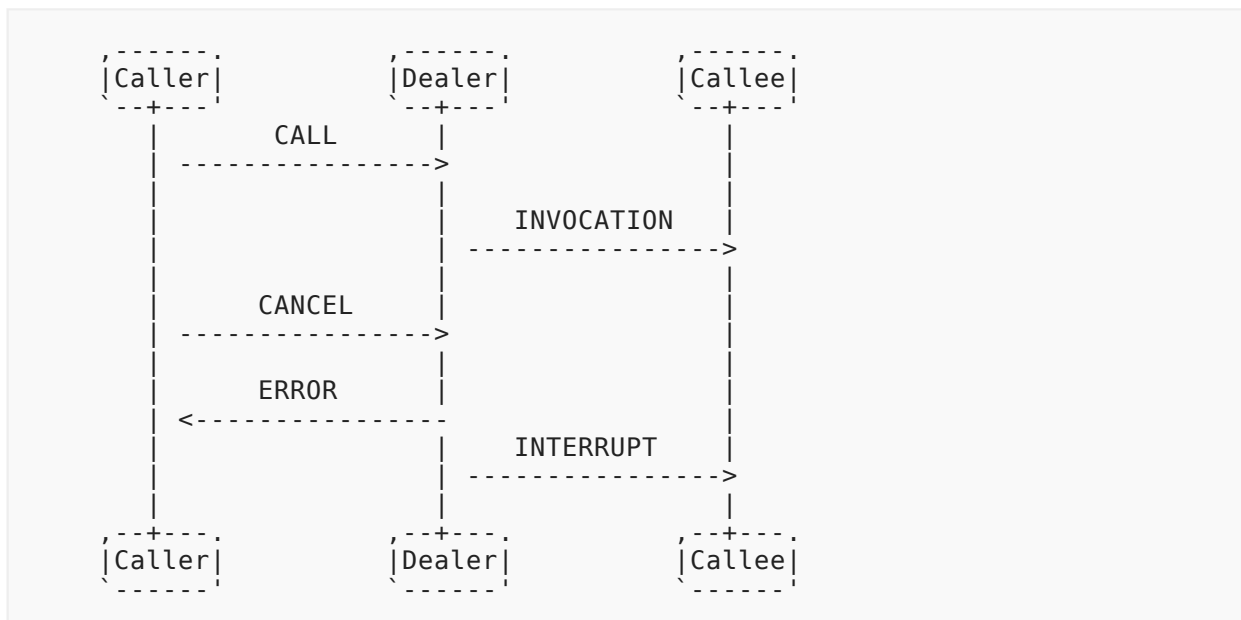 ,------.          ,------.          ,------.
|Caller|          |Dealer|          |Callee|
`--+---'          `--+---'          `--+---'
   |       CALL      |                 |
   | ---------------->                 |
   |                 |                 |
   |                 |    INVOCATION   |
   |                 | ---------------->
   |                 |                 |
   |      CANCEL     |                 |
   | ---------------->                 |
   |                 |                 |
   |      ERROR      |                 |
   | <----------------                 |
   |                 |    INTERRUPT    |
   |                 | ---------------->
   |                 |                 |
,--+---.          ,--+---.          ,--+---.
|Caller|          |Dealer|          |Callee|
`------'          `------'          `------'